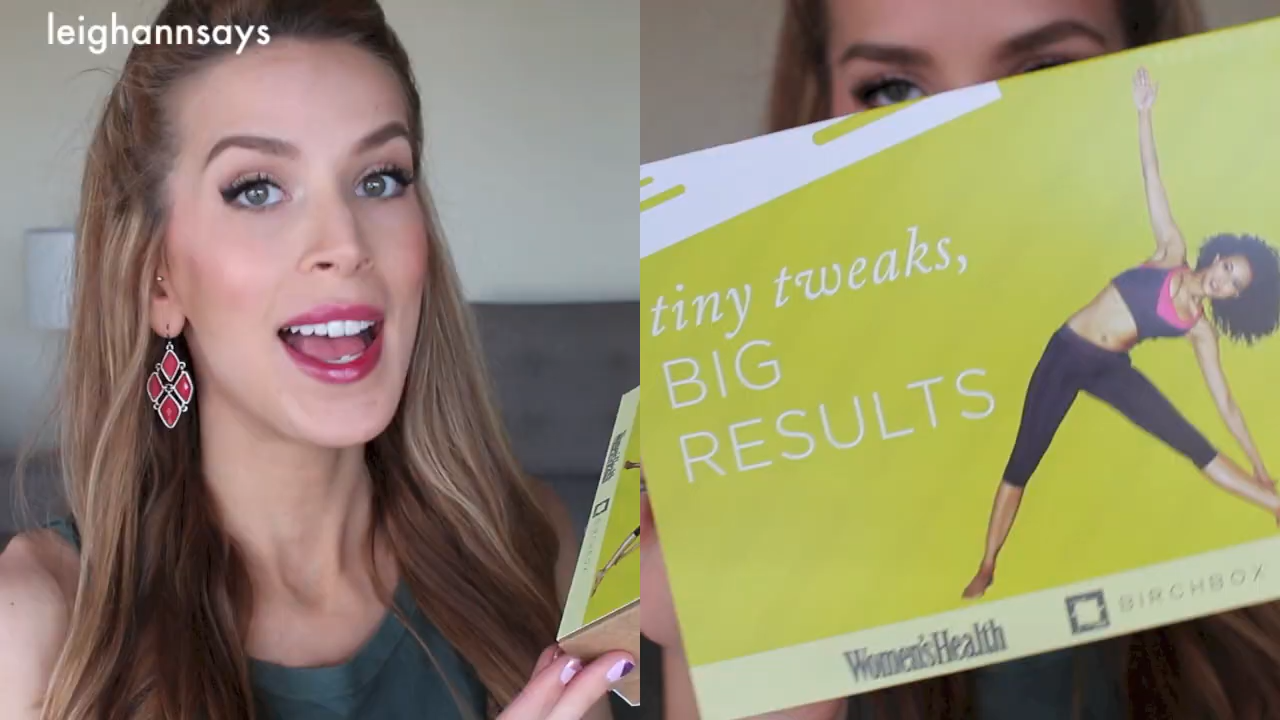 leighannsays
tiny tweaks,
BIG
RESULTS
Women'sHealth
BIRCHBOX